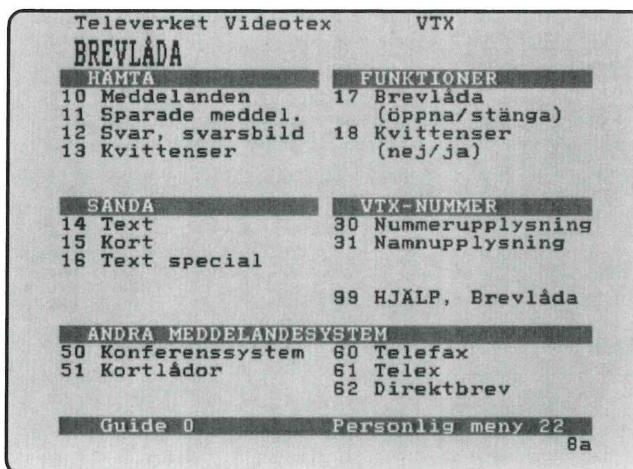 Televerket Videotex VTX
BREVLÅDA
HÄMTA
10 Meddelanden
11 Sparade meddel.
12 Svar, svarsbild
13 Kvittenser
FUNKTIONER
17 Brevlåda
(öppna/stänga)
18 Kvittenser
(nej/ja)
SÄNDA
14 Text
15 Kort
16 Text special
VTX-NUMMER
30 Nummerupplysning
31 Namnupplysning
99 HJÄLP, Brevlåda
ANDRA MEDDELANDESYSTEM
50 Konferenssystem
51 Kortlådor
60 Telefax
61 Telex
62 Direktbrev
Guide 0 Personlig meny 22
8a